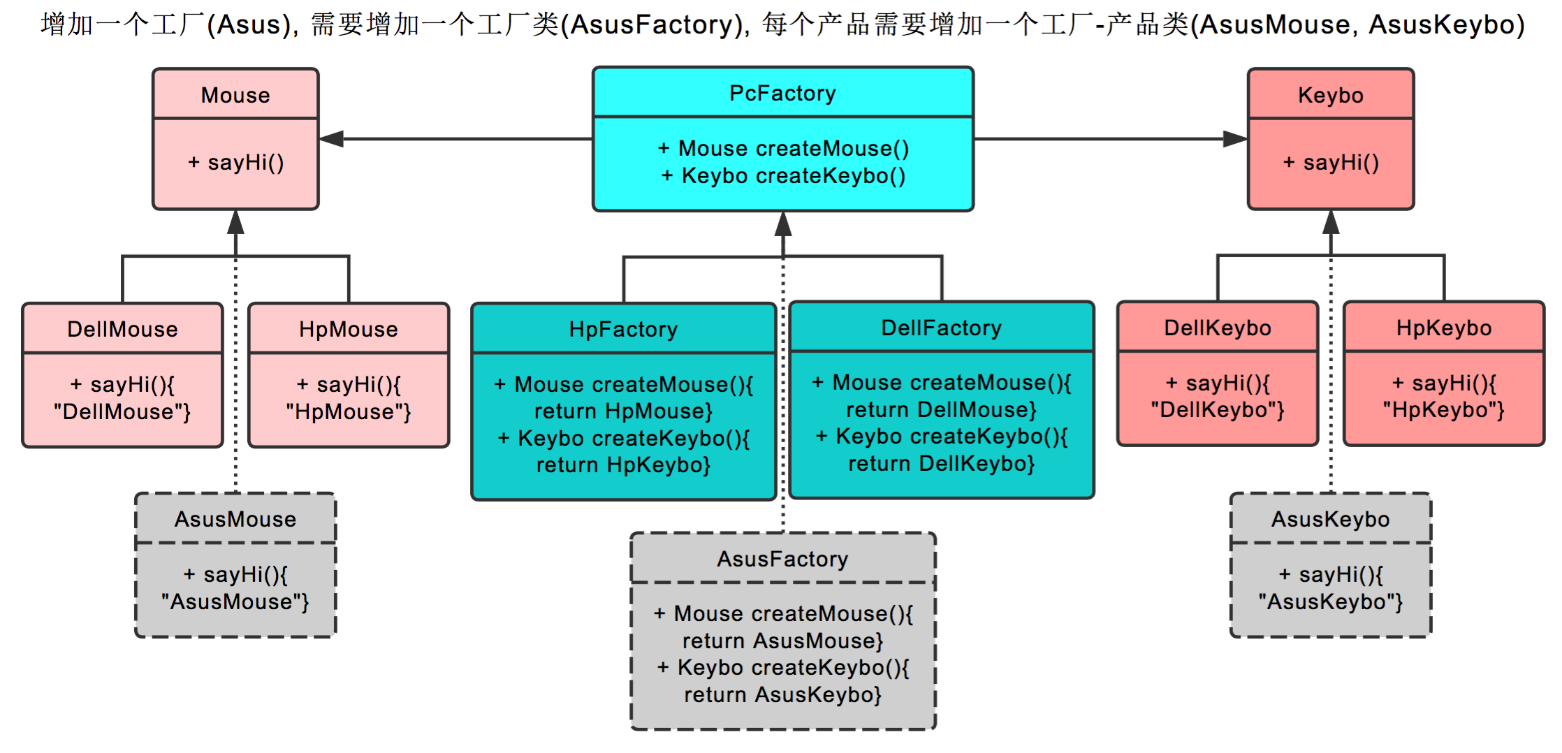 增加一个工厂(Asus), 需要增加一个工厂类(AsusFactory), 每个产品需要增加一个工厂-产品类(AsusMouse, AsusKeybo)
Mouse
+ sayHi()
PcFactory
+ Mouse createMouse()
+ Keybo createKeybo()
Keybo
+ sayHi()
DellMouse
+ sayHi(){
"DellMouse"}
HpMouse
+ sayHi(){
"HpMouse"}
HpFactory
+ Mouse createMouse(){
return HpMouse}
+ Keybo createKeybo(){
return HpKeybo}
DellFactory
+ Mouse createMouse(){
return DellMouse}
+ Keybo createKeybo(){
return DellKeybo}
DellKeybo
+ sayHi(){
"DellKeybo"}
HpKeybo
+ sayHi(){
"HpKeybo"}
AsusMouse
+ sayHi(){
"AsusMouse"}
AsusFactory
+ Mouse createMouse(){
return AsusMouse}
+ Keybo createKeybo(){
return AsusKeybo}
AsusKeybo
+ sayHi(){
"AsusKeybo"}